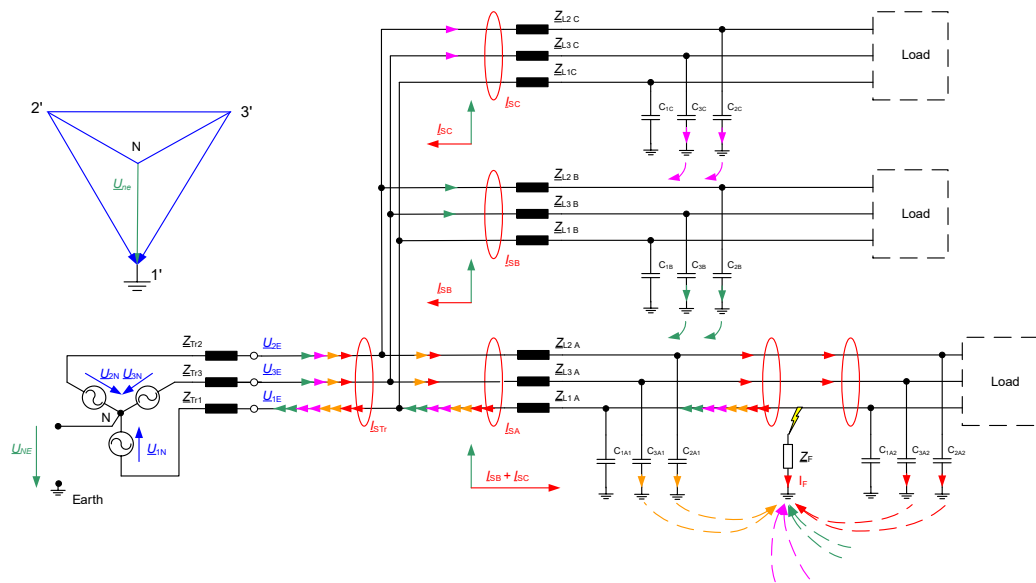 Z_L2 C
Z_L3 C
Z_L1C
Load
I_SC
C_1C
C_3C
C_2C
I_SC
2'
3'
N
U_ne
1'
Z_L2 B
Z_L3 B
Z_L1 B
Load
I_SB
C_1B
C_3B
C_2B
I_SB
Z_Tr2
U_2E
Z_L2 A
U_2N
U_3N
Z_Tr3
U_3E
Z_L3 A
Load
N
Z_Tr1
U_1E
Z_L1 A
I_STr
I_SA
U_NE
U_1N
C_1A1
C_3A1
C_2A1
Z_F
C_1A2
C_3A2
C_2A2
I_F
I_SB + I_SC
Earth